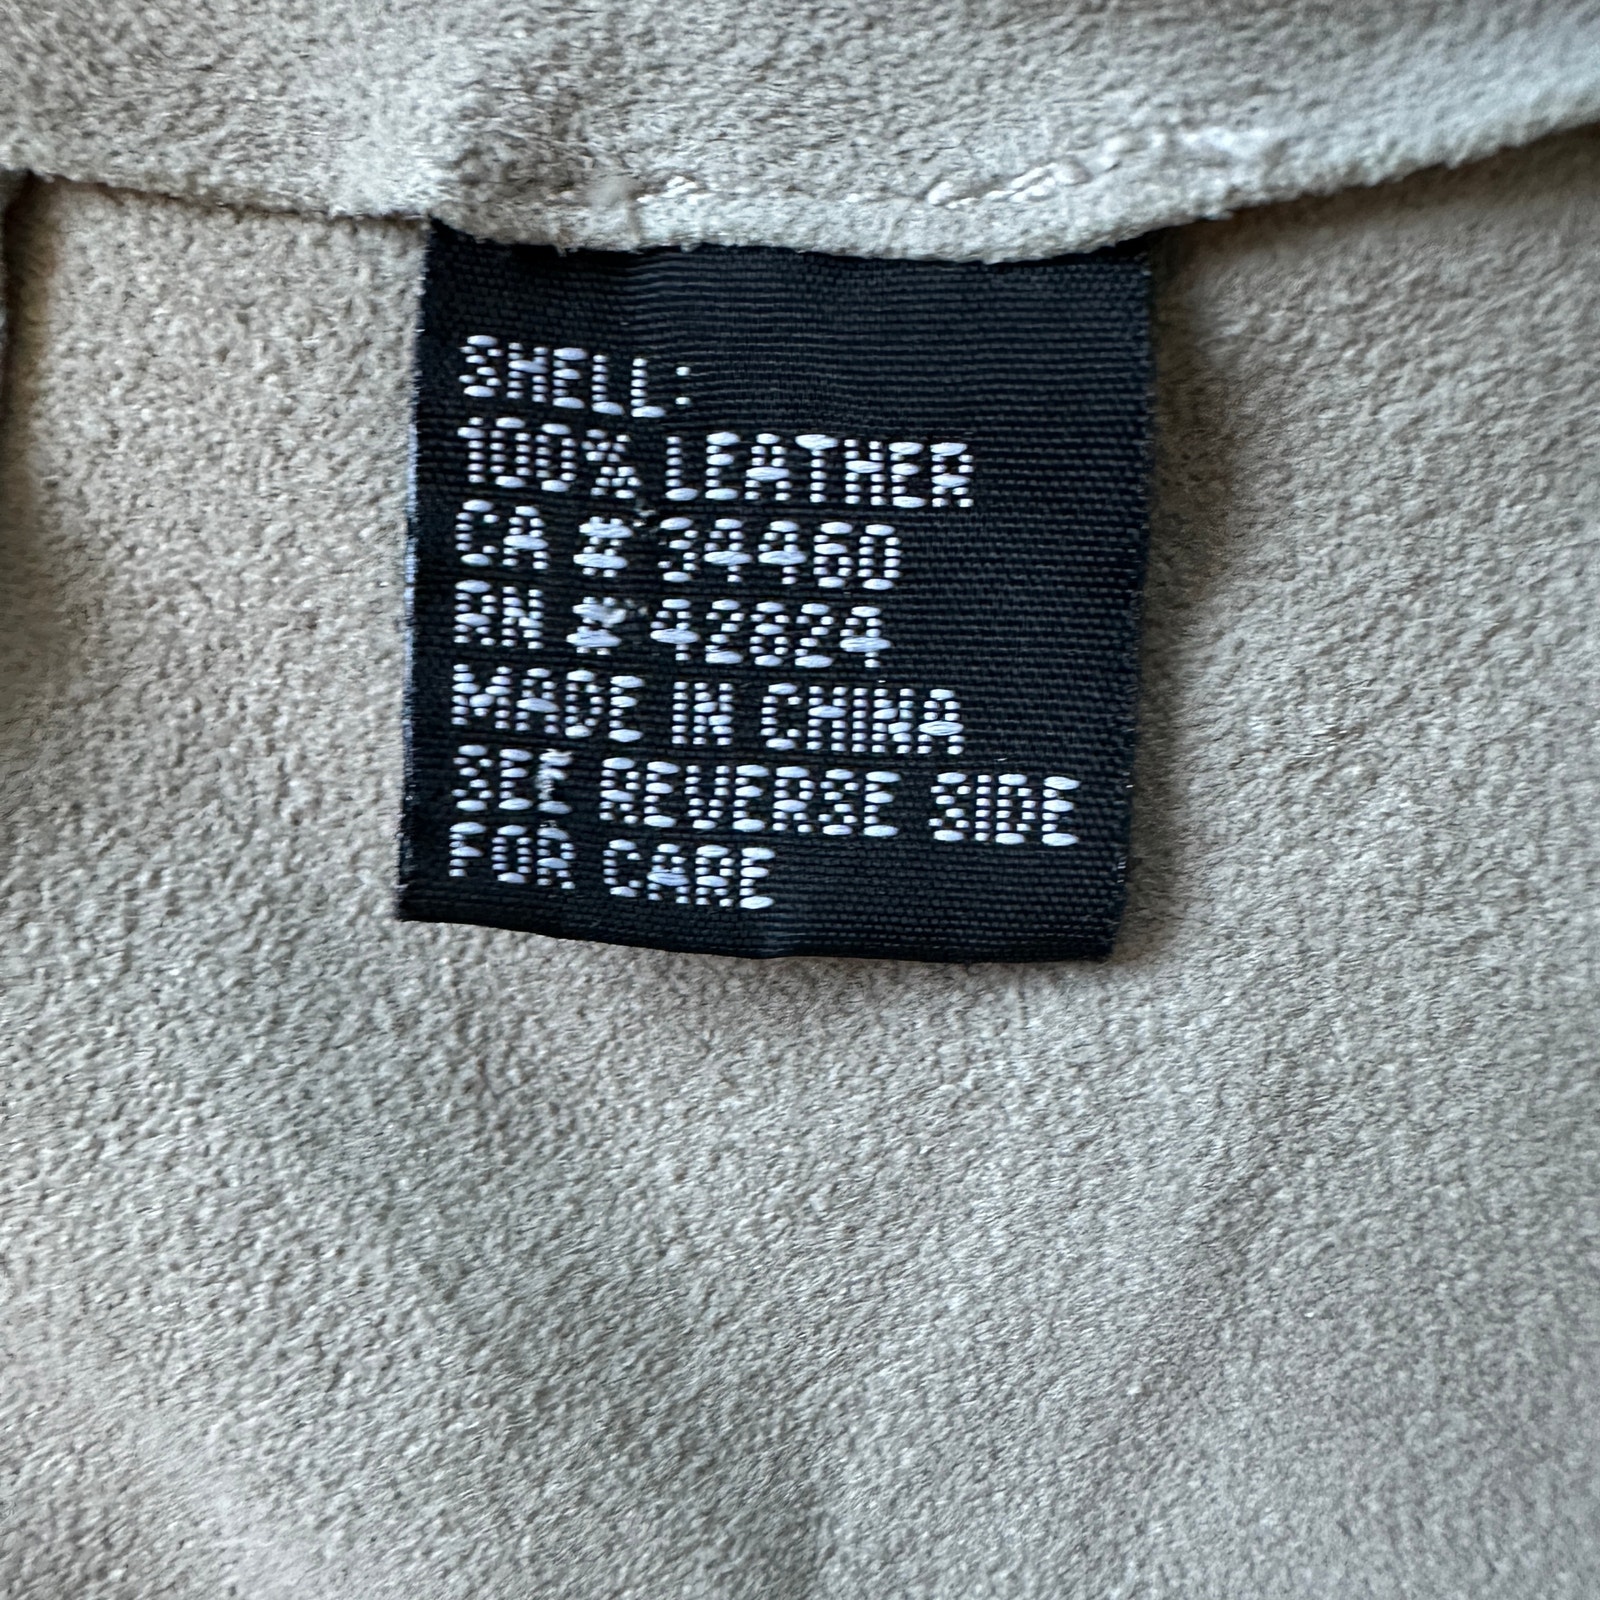 SHELL:
100% LEATHER
CA # 34460
RN # 42624
MADE IN CHINA
SEE REVERSE SIDE
FOR CARE